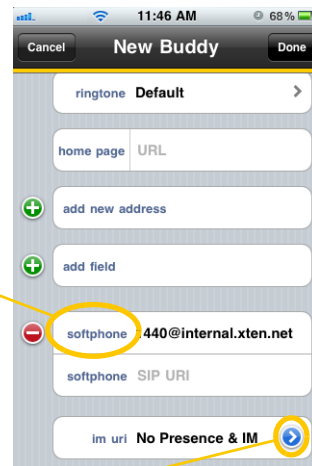 11:46 AM 68%
Cancel New Buddy Done
ringtone Default
home page URL
add new address
add field
softphone 1440@internal.xten.net
softphone SIP URI
im uri No Presence & IM